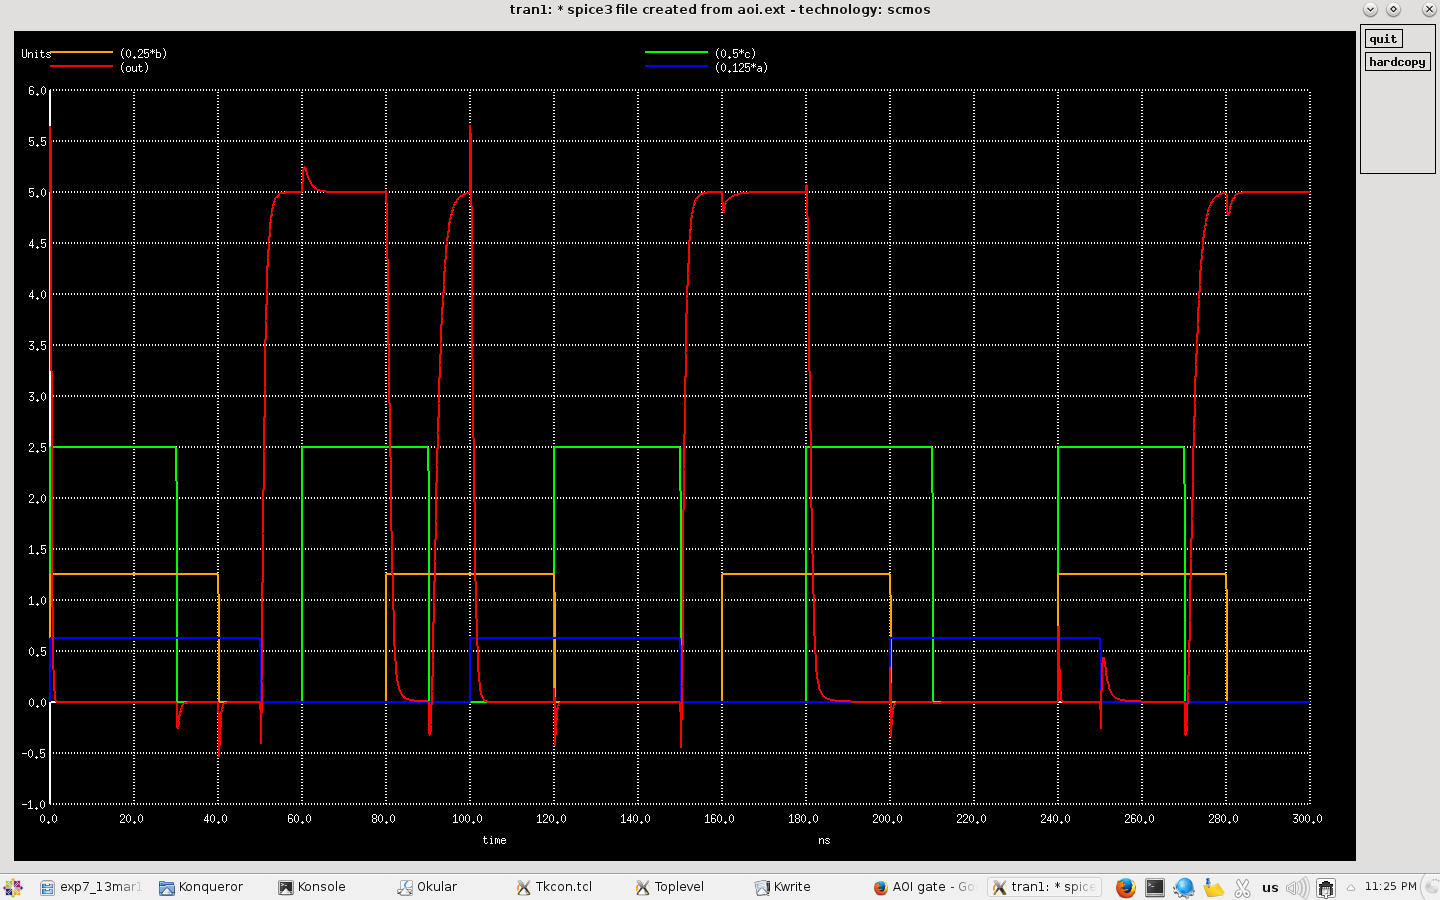 tran1: * spice3 file created from aoi.ext - technology: scmos
quit
hardcopy
Units
(0.25*b)
(0.5*c)
(out)
(0.125*a)
6.0
5.5
5.0
4.5
4.0
3.5
3.0
2.5
2.0
1.5
1.0
0.5
0.0
-0.5
-1.0
0.0 20.0 40.0 60.0 80.0 100.0 120.0 140.0 160.0 180.0 200.0 220.0 240.0 260.0 280.0 300.0
time ns
exp7_13mar1 Konqueror Konsole Okular Tkcon.tcl Toplevel Kwrite AOI gate - Go tran1: * spice us 11:25 PM